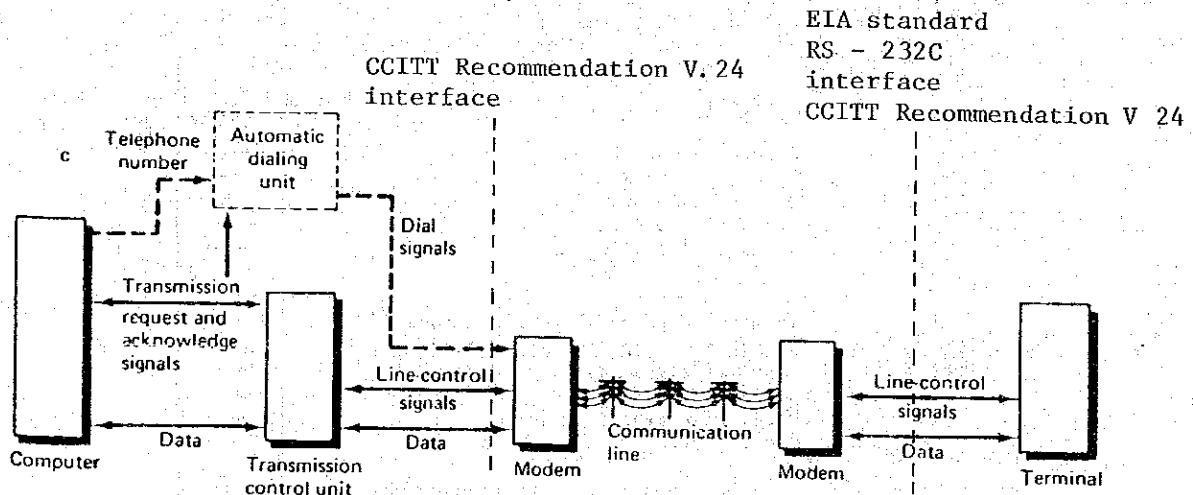 EIA standard
RS - 232C
interface
CCITT Recommendation V 24
CCITT Recommendation V.24
interface
c
Telephone
number
Automatic
dialing
unit
Dial
signals
Transmission
request and
acknowledge
signals
Line-control
signals
Data
Data
Computer
Transmission
control unit
Modem
Communication
line
Modem
Line-control
signals
Data
Terminal